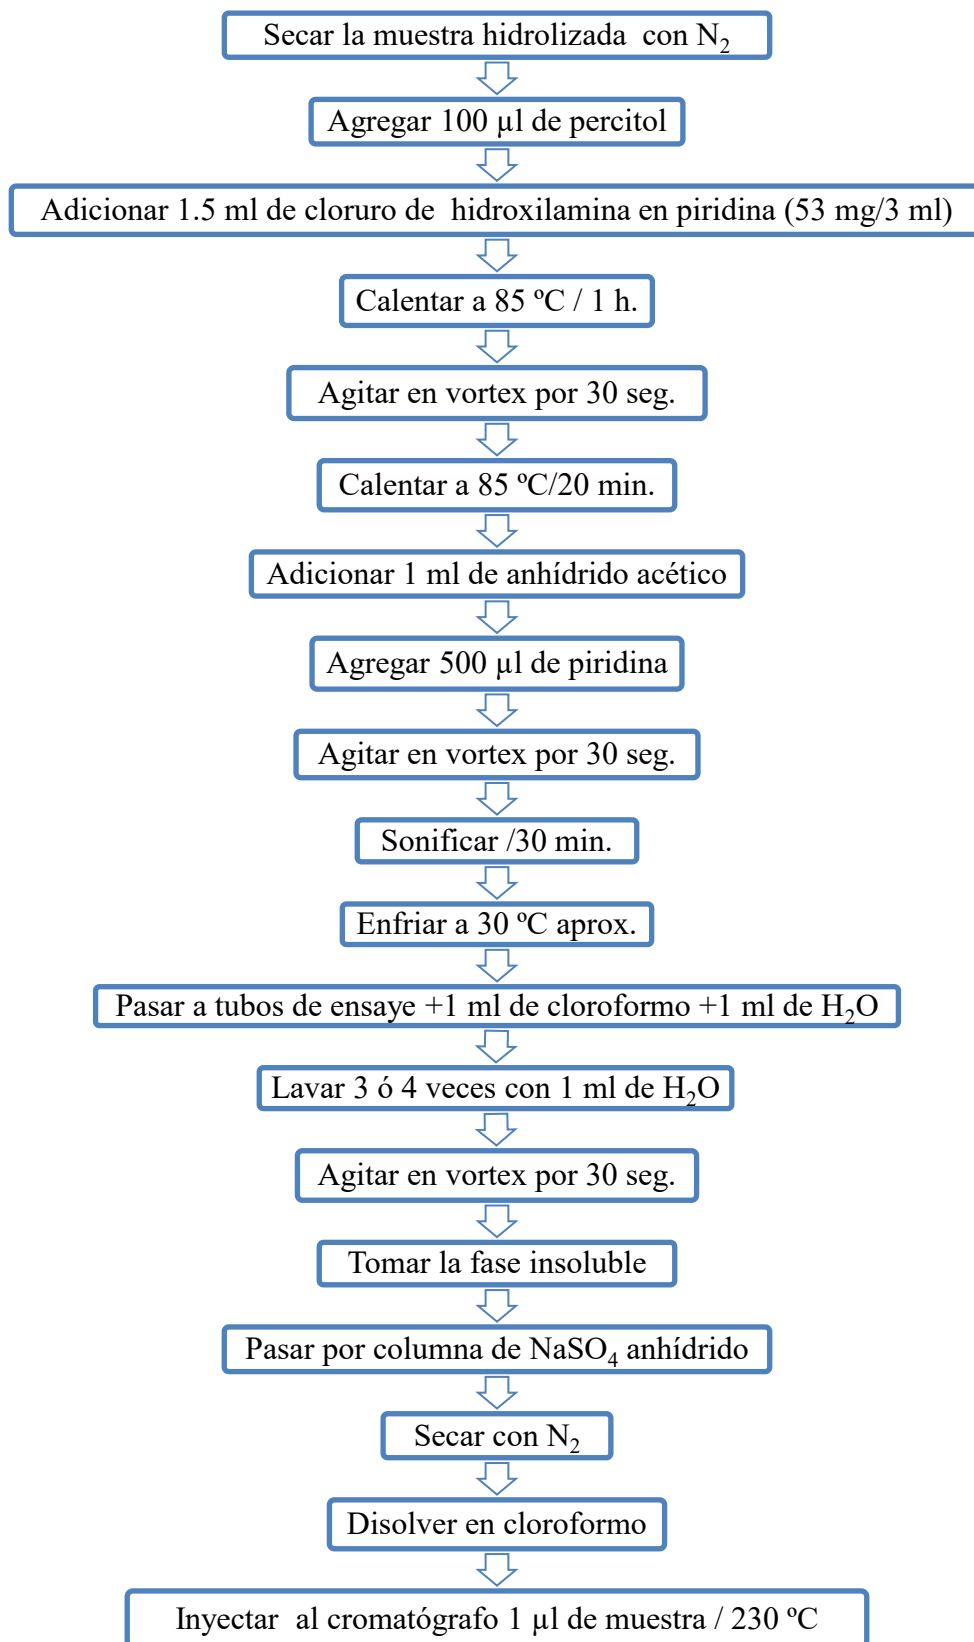 Secar la muestra hidrolizada con N₂
Agregar 100 µl de percitol
Adicionar 1.5 ml de cloruro de hidroxilamina en piridina (53 mg/3 ml)
Calentar a 85 ºC / 1 h.
Agitar en vortex por 30 seg.
Calentar a 85 ºC/20 min.
Adicionar 1 ml de anhídrido acético
Agregar 500 µl de piridina
Agitar en vortex por 30 seg.
Sonificar /30 min.
Enfriar a 30 ºC aprox.
Pasar a tubos de ensaye +1 ml de cloroformo +1 ml de H₂O
Lavar 3 ó 4 veces con 1 ml de H₂O
Agitar en vortex por 30 seg.
Tomar la fase insoluble
Pasar por columna de NaSO₄ anhídrido
Secar con N₂
Disolver en cloroformo
Inyectar al cromatógrafo 1 µl de muestra / 230 ºC